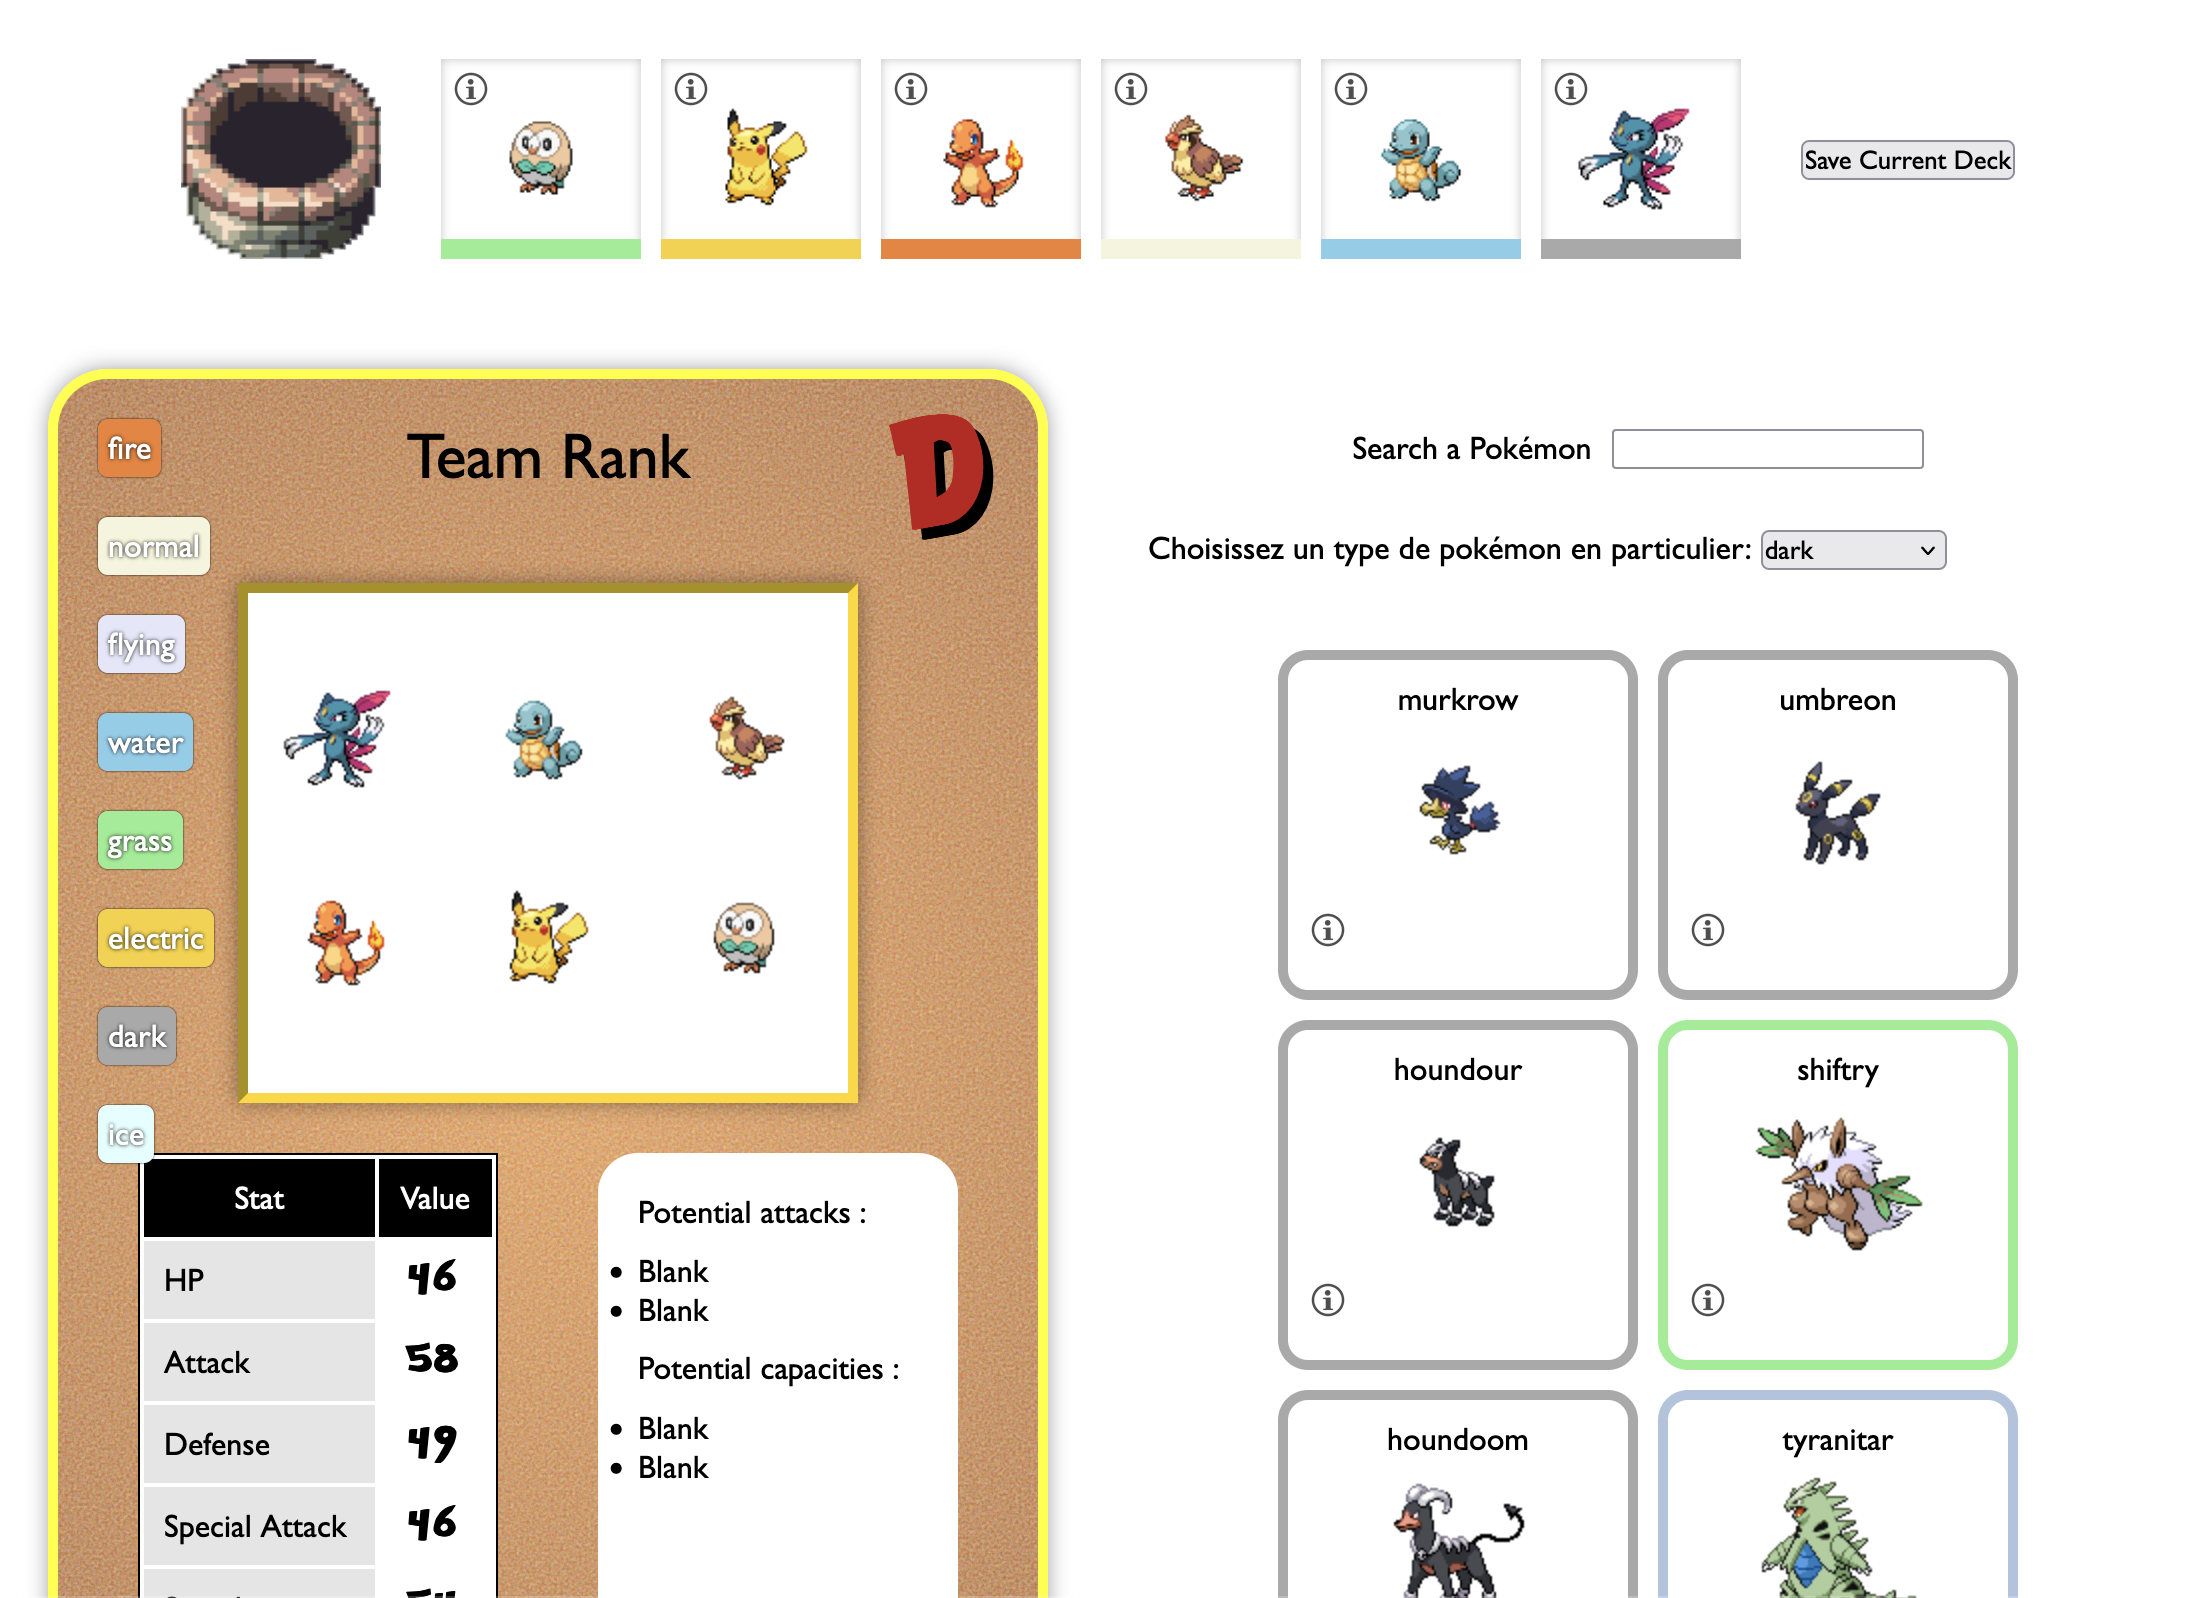 Save Current Deck
Team Rank
D
fire
normal
flying
water
grass
electric
dark
ice
Stat Value
HP 46
Attack 58
Defense 49
Special Attack 46
Potential attacks :
Blank
Blank
Potential capacities :
Blank
Blank
Search a Pokémon
Choisissez un type de pokémon en particulier: dark
murkrow
umbreon
houndour
shiftry
houndoom
tyranitar